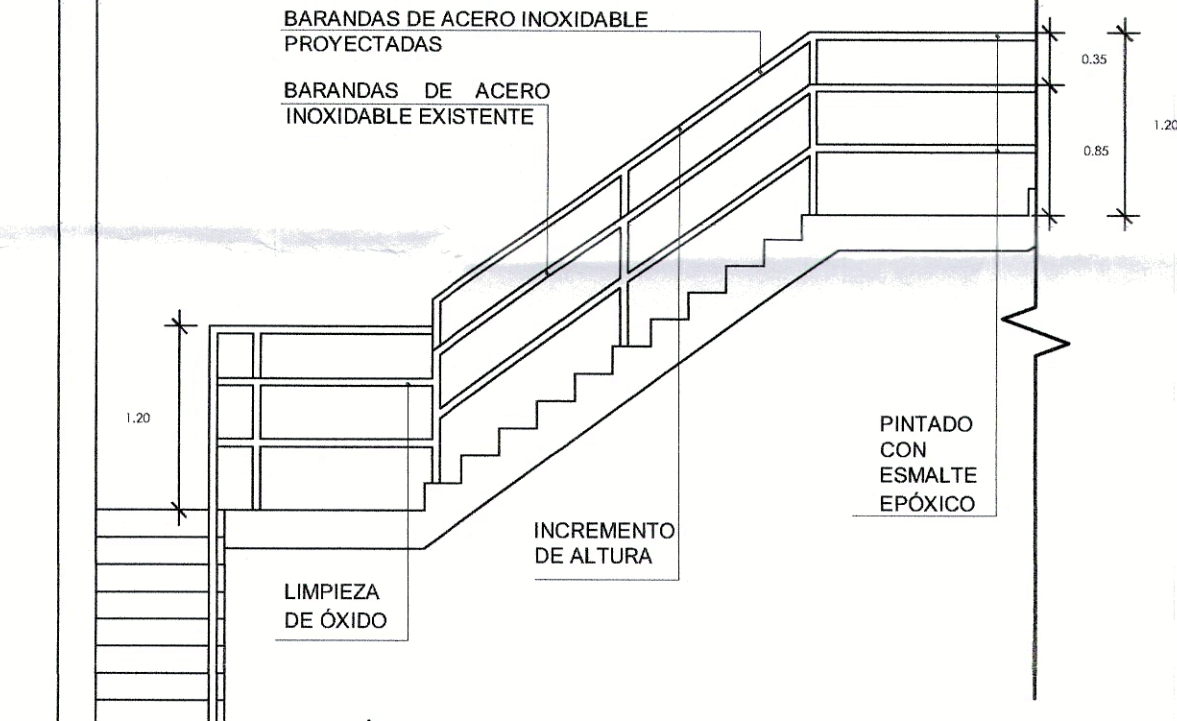 BARANDAS DE ACERO INOXIDABLE
PROYECTADAS
BARANDAS DE ACERO
INOXIDABLE EXISTENTE
0.35
1.20
0.85
1.20
PINTADO
CON
ESMALTE
EPÓXICO
INCREMENTO
DE ALTURA
LIMPIEZA
DE ÓXIDO